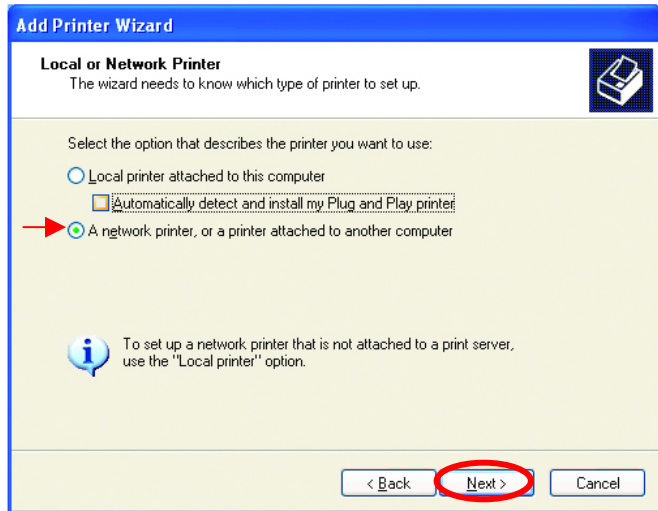 Add Printer Wizard
Local or Network Printer
The wizard needs to know which type of printer to set up.
Select the option that describes the printer you want to use:
Local printer attached to this computer
Automatically detect and install my Plug and Play printer
A network printer, or a printer attached to another computer
To set up a network printer that is not attached to a print server,
use the "Local printer" option.
< Back Next > Cancel